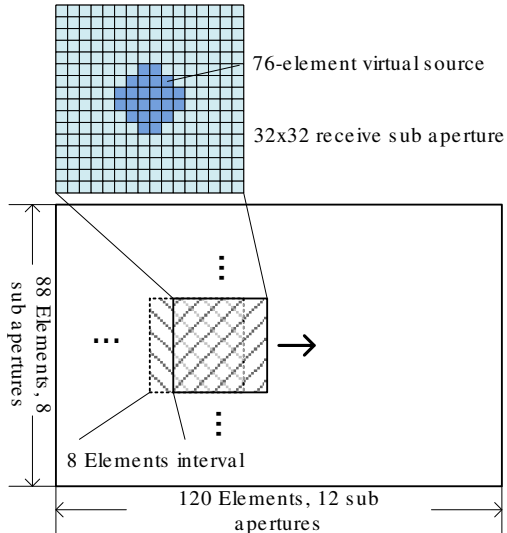 76-element virtual source
32x32 receive sub aperture
88 Elements, 8
sub apertures
...
...
...
8 Elements interval
120 Elements, 12 sub
apertures